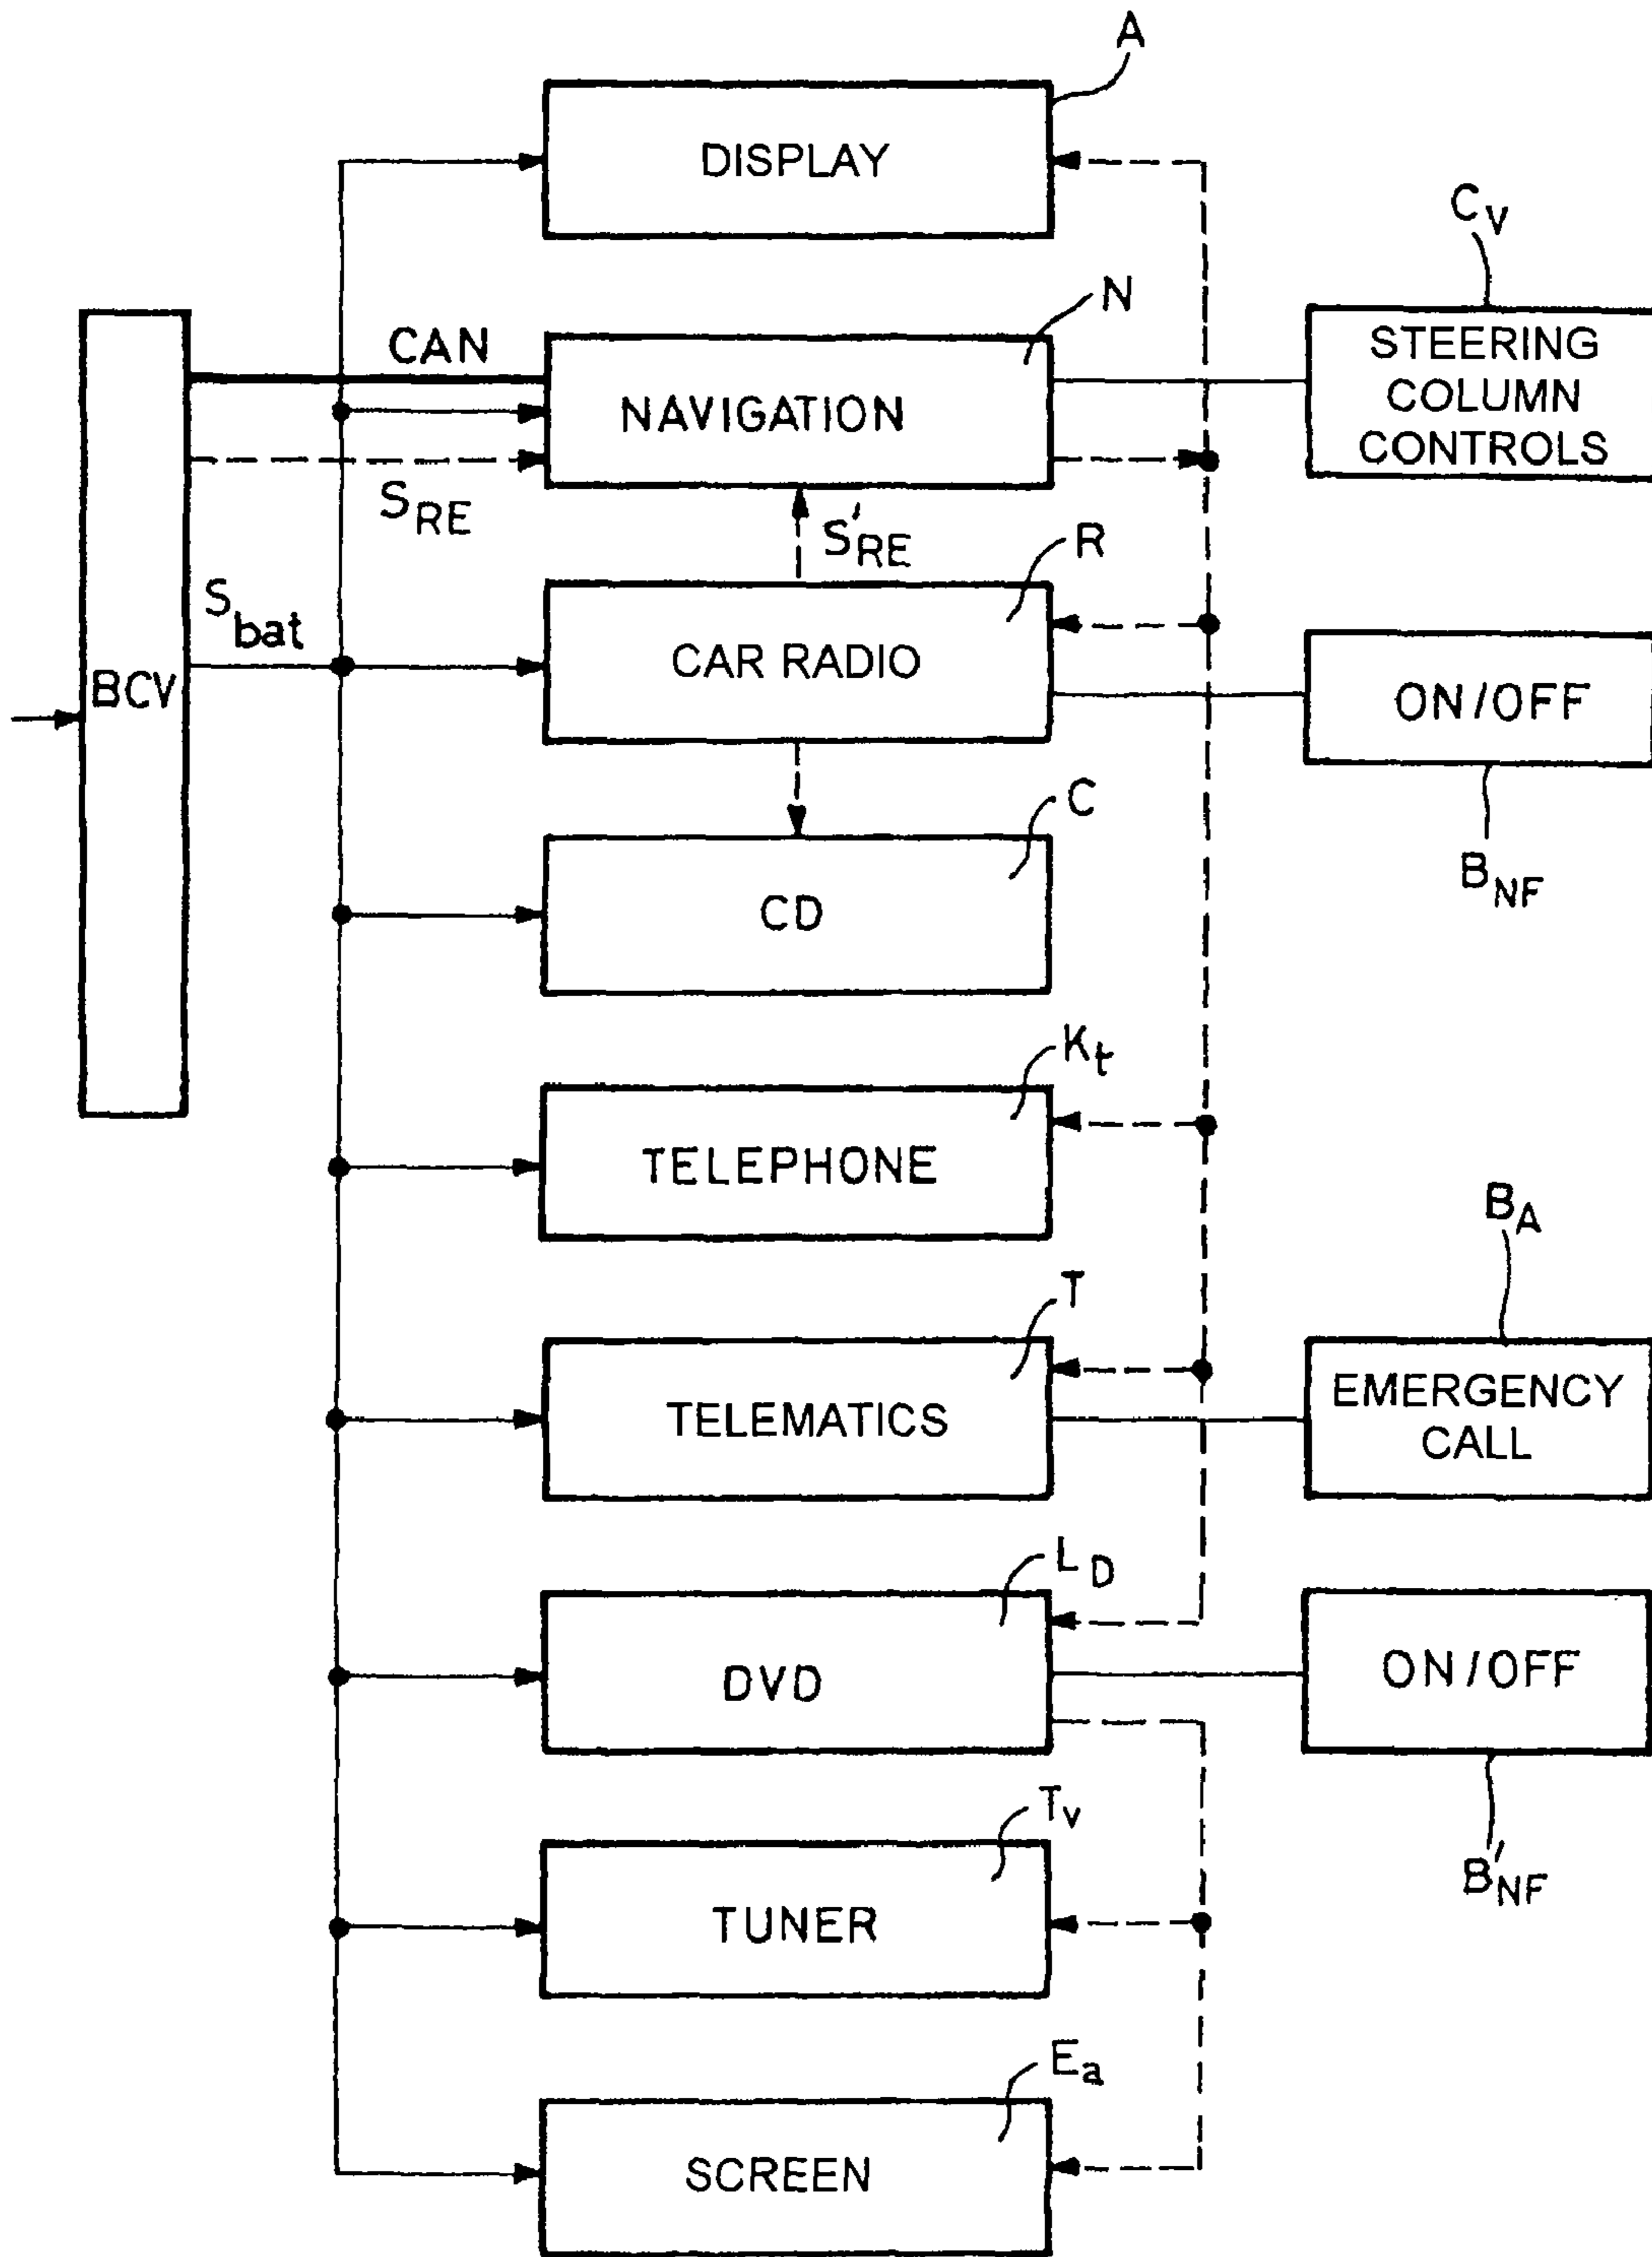 A
DISPLAY
C_V
N
CAN
NAVIGATION
STEERING
COLUMN
CONTROLS
S_RE
S'_RE
R
S_bat
BCV
CAR RADIO
ON/OFF
C
B_NF
CD
K_t
TELEPHONE
B_A
T
TELEMATICS
EMERGENCY
CALL
L_D
DVD
ON/OFF
T_v
B'_NF
TUNER
E_a
SCREEN